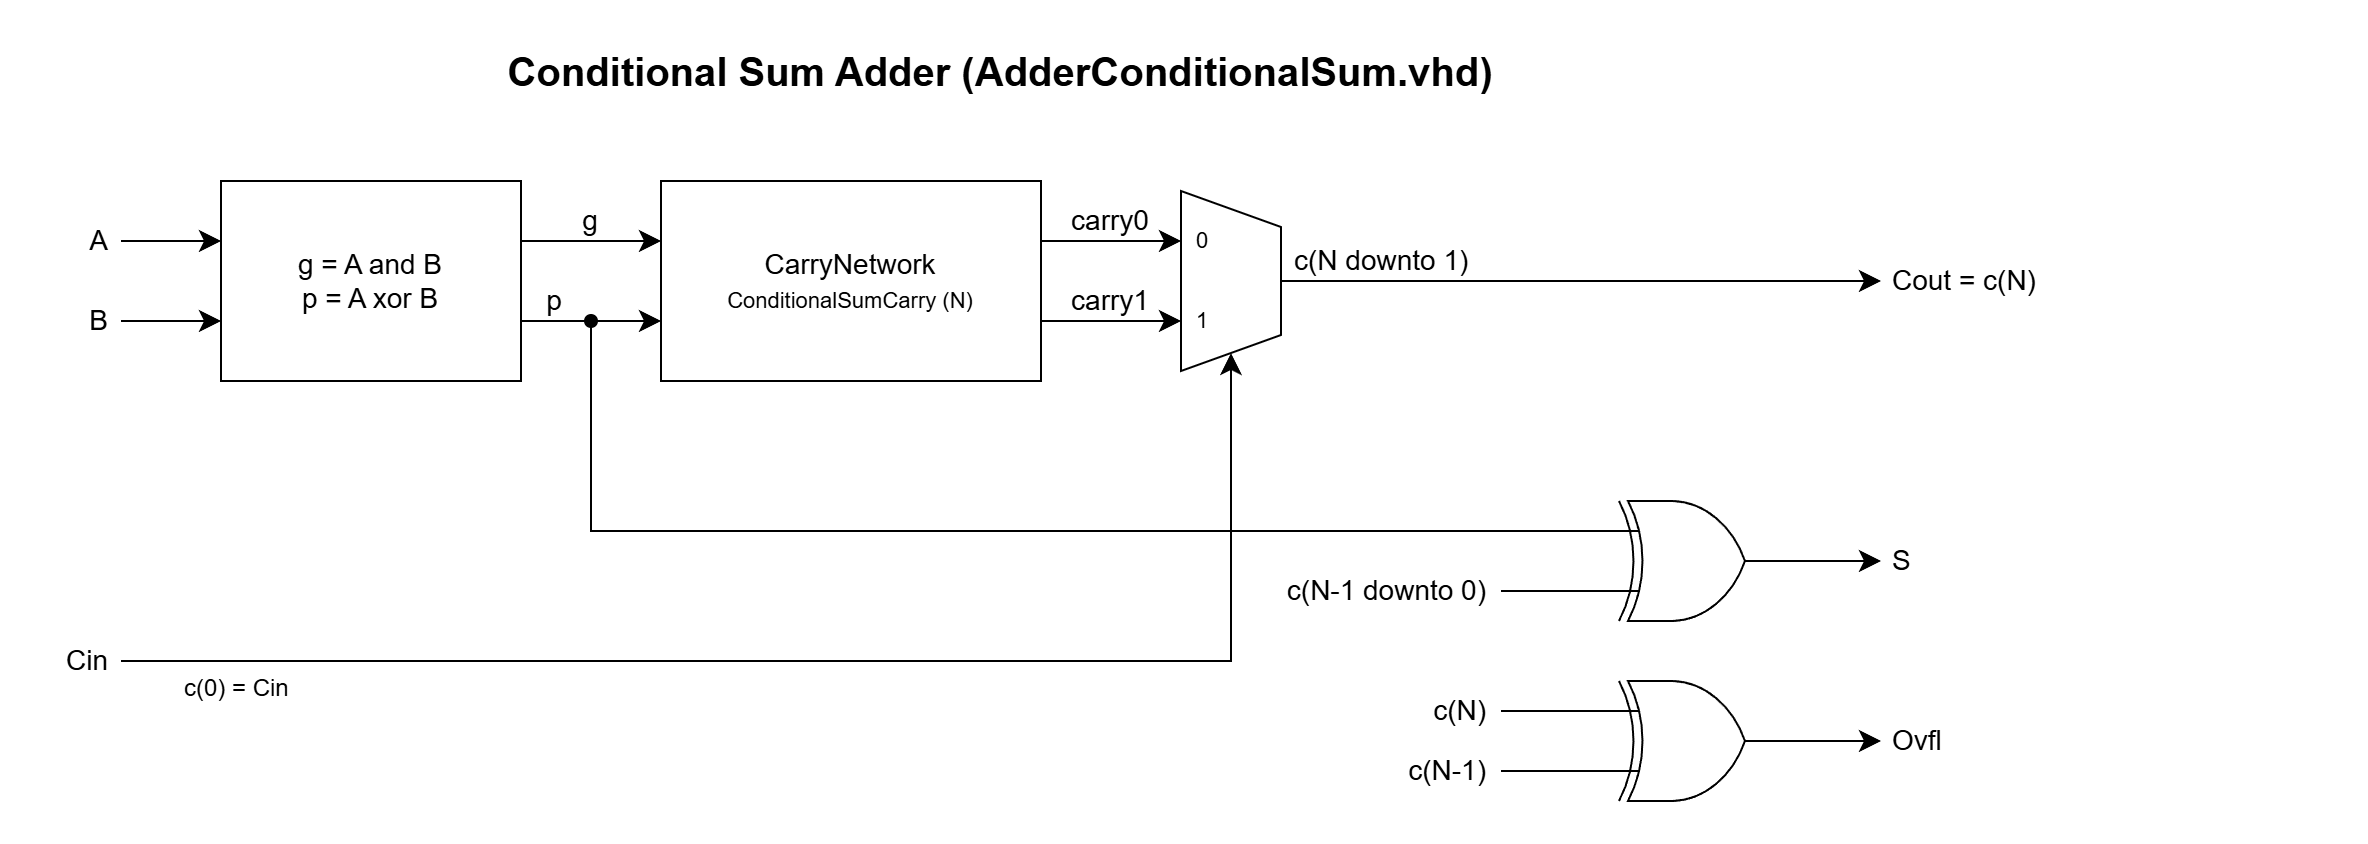 Conditional Sum Adder (AdderConditionalSum.vhd)
A
B
g = A and B
p = A xor B
g
p
CarryNetwork
ConditionalSumCarry (N)
carry0
carry1
0
1
c(N downto 1)
Cout = c(N)
c(N-1 downto 0)
S
Cin
c(0) = Cin
c(N)
c(N-1)
Ovfl